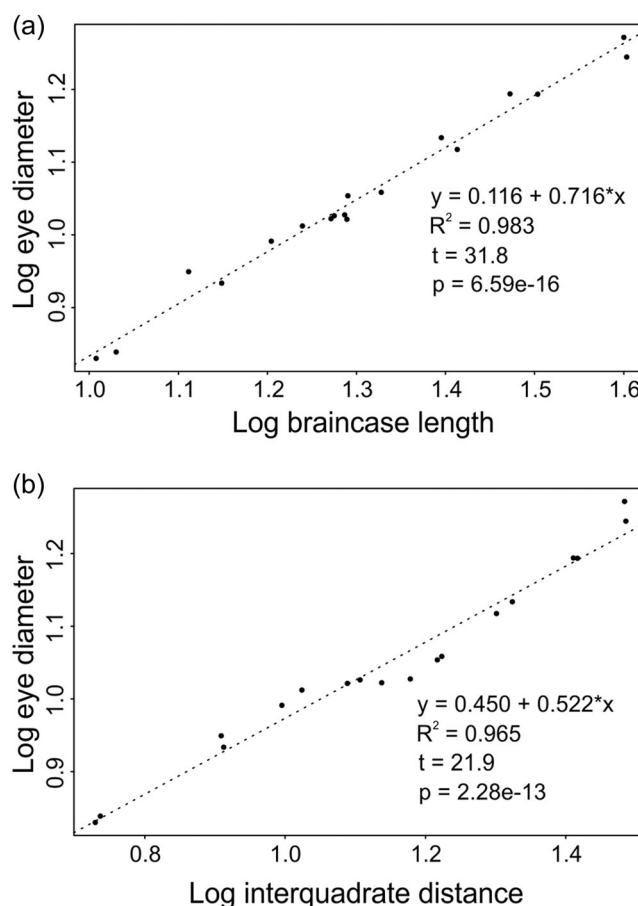 (a)
Log eye diameter
1.2
1.1
1.0
0.9
y = 0.116 + 0.716*x
R² = 0.983
t = 31.8
p = 6.59e-16
1.0 1.1 1.2 1.3 1.4 1.5 1.6
Log braincase length
(b)
Log eye diameter
1.2
1.1
1.0
0.9
y = 0.450 + 0.522*x
R² = 0.965
t = 21.9
p = 2.28e-13
0.8 1.0 1.2 1.4
Log interquadrate distance